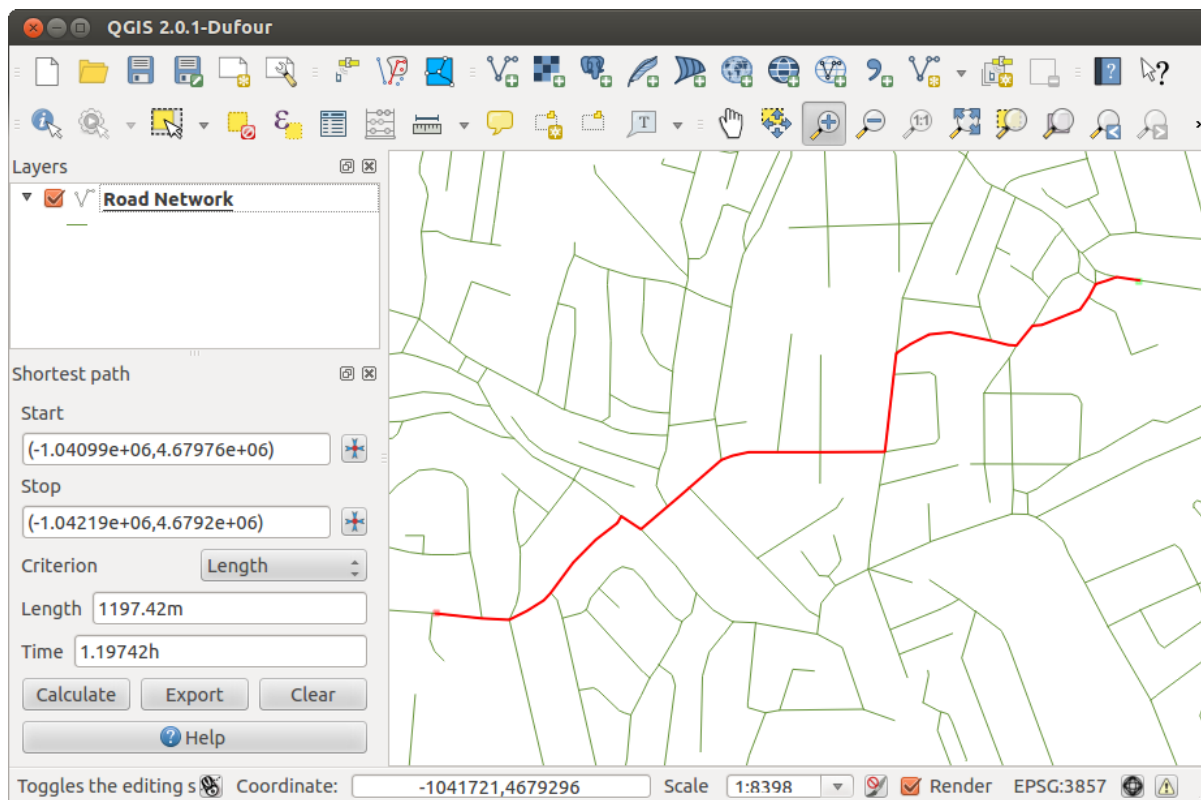 QGIS 2.0.1-Dufour
1:1
T
ε
?
?
Layers
Road Network
Shortest path
Start
(-1.04099e+06,4.67976e+06)
Stop
(-1.04219e+06,4.6792e+06)
Criterion
Length
Length
1197.42m
Time
1.19742h
Calculate
Export
Clear
? Help
Toggles the editing s
Coordinate:
-1041721,4679296
Scale
1:8398
Render
EPSG:3857